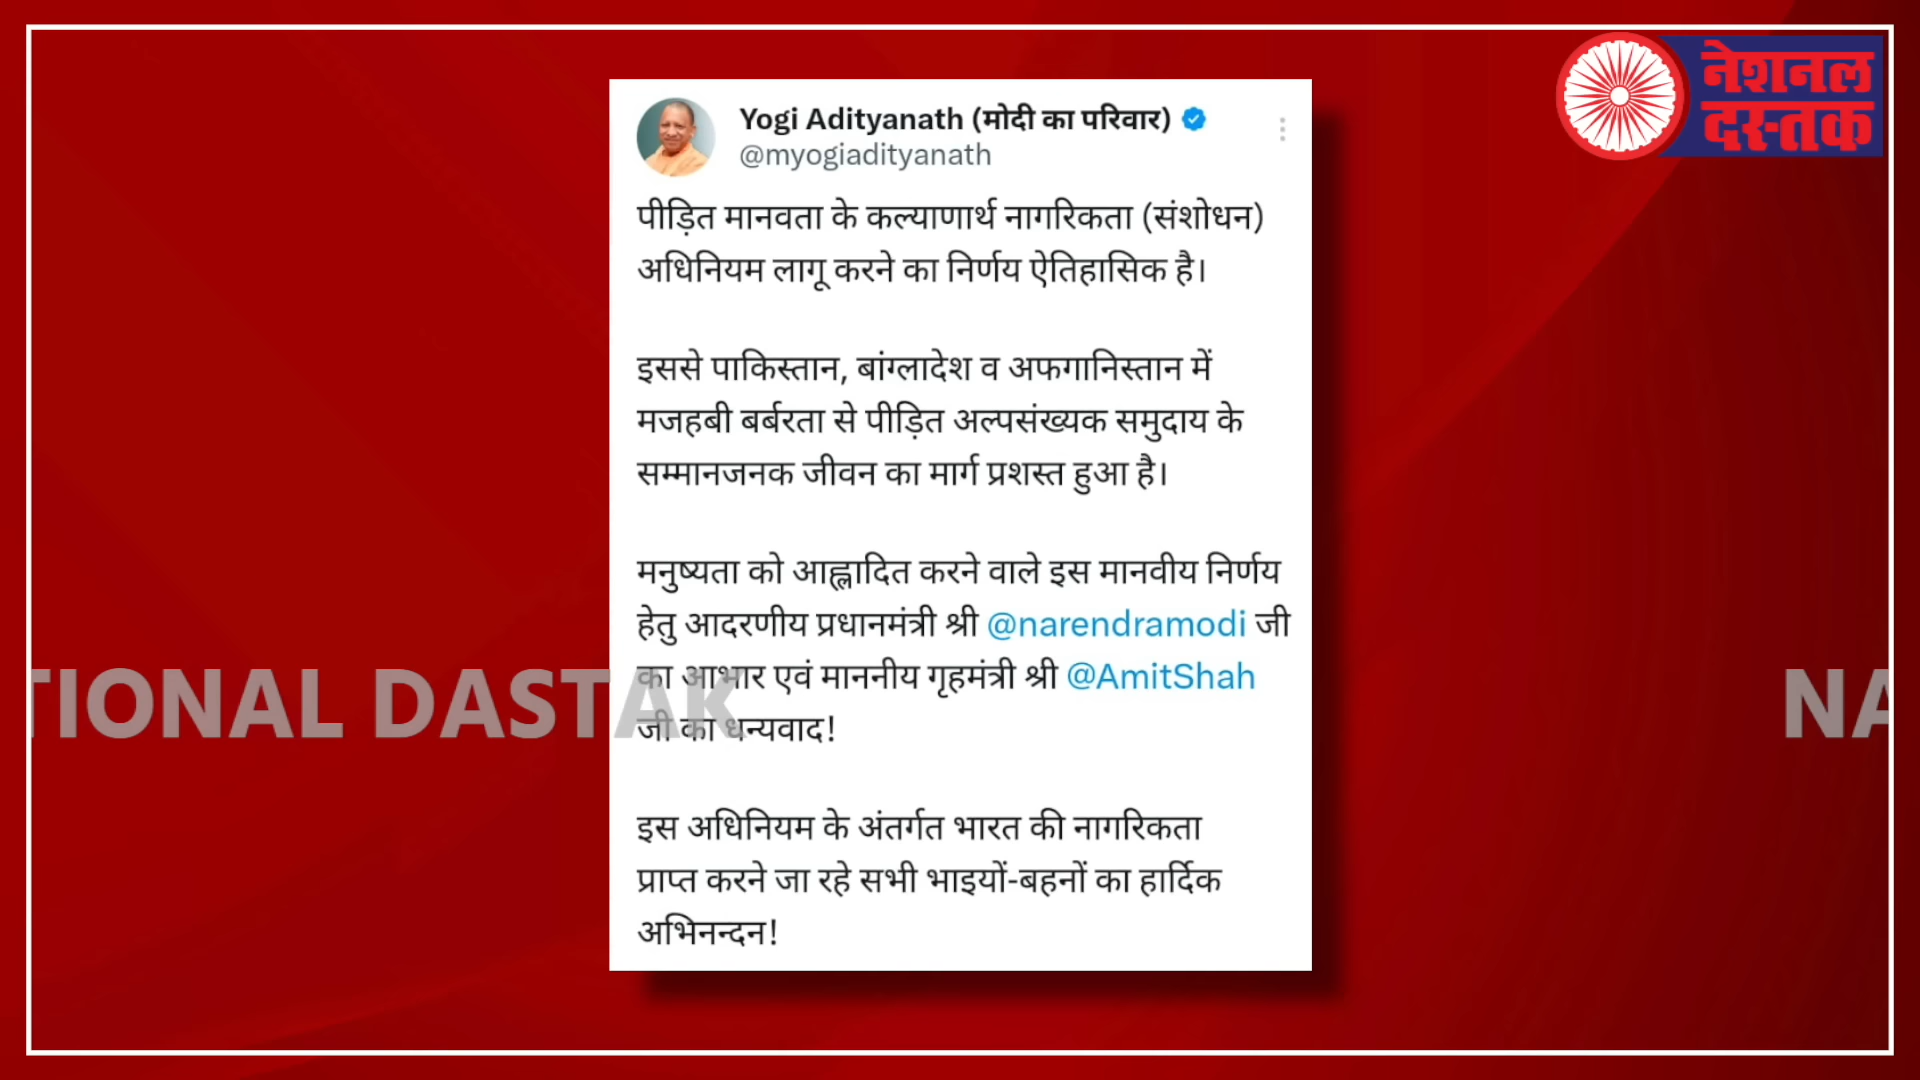 नेशनल
दस्तक
Yogi Adityanath (मोदी का परिवार)
@myogiadityanath
पीड़ित मानवता के कल्याणार्थ नागरिकता (संशोधन)
अधिनियम लागू करने का निर्णय ऐतिहासिक है।
इससे पाकिस्तान, बांग्लादेश व अफगानिस्तान में
मजहबी बर्बरता से पीड़ित अल्पसंख्यक समुदाय के
सम्मानजनक जीवन का मार्ग प्रशस्त हुआ है।
मनुष्यता को आह्लादित करने वाले इस मानवीय निर्णय
हेतु आदरणीय प्रधानमंत्री श्री @narendramodi जी
का आभार एवं माननीय गृहमंत्री श्री @AmitShah
जी का धन्यवाद!
इस अधिनियम के अंतर्गत भारत की नागरिकता
प्राप्त करने जा रहे सभी भाइयों-बहनों का हार्दिक
अभिनन्दन!
TIONAL DASTAK
NA